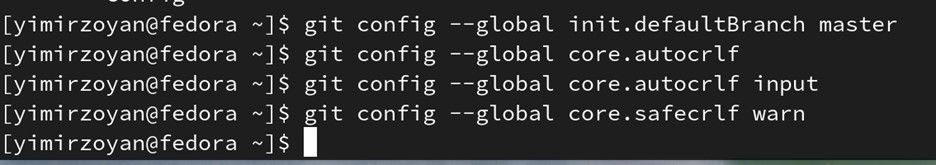 [yimirzoyan@fedora ~]$ git config --global init.defaultBranch master
[yimirzoyan@fedora ~]$ git config --global core.autocrlf
[yimirzoyan@fedora ~]$ git config --global core.autocrlf input
[yimirzoyan@fedora ~]$ git config --global core.safecrlf warn
[yimirzoyan@fedora ~]$